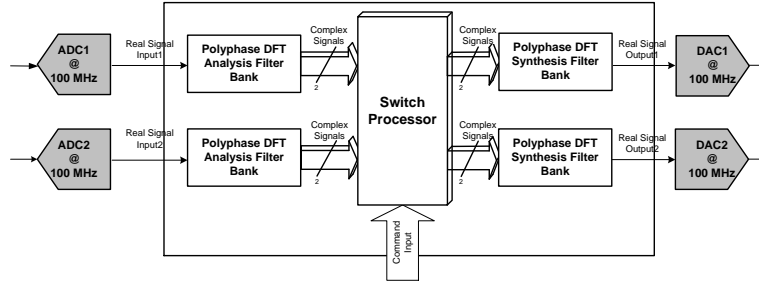 ADC1
@
100 MHz
Real Signal
Input1
Polyphase DFT
Analysis Filter
Bank
Complex
Signals
2
Switch
Processor
Complex
Signals
2
Polyphase DFT
Synthesis Filter
Bank
Real Signal
Output1
DAC1
@
100 MHz
ADC2
@
100 MHz
Real Signal
Input2
Polyphase DFT
Analysis Filter
Bank
Complex
Signals
2
Complex
Signals
2
Polyphase DFT
Synthesis Filter
Bank
Real Signal
Output2
DAC2
@
100 MHz
Command
Input